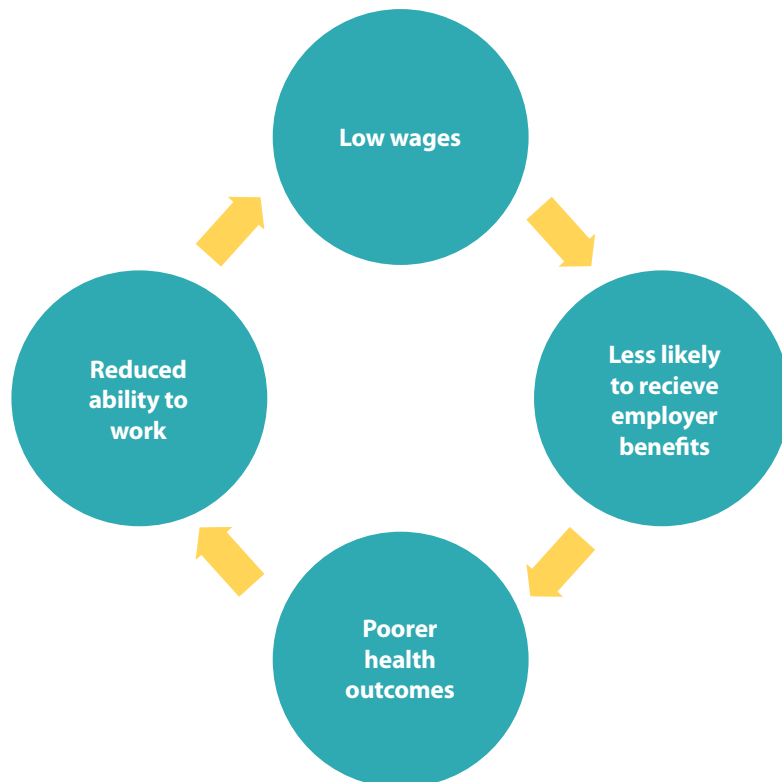 Low wages
Less likely
to recieve
employer
benefits
Poorer
health
outcomes
Reduced
ability to
work